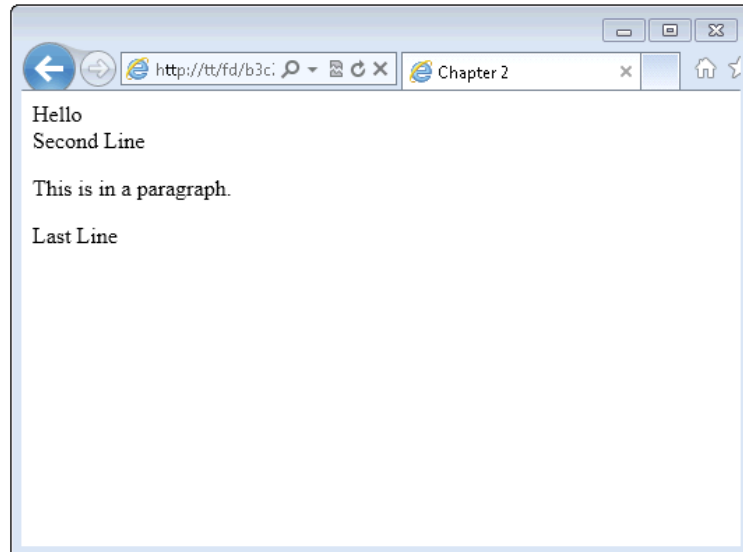 http://tt/fd/b3c
Chapter 2
Hello
Second Line
This is in a paragraph.
Last Line